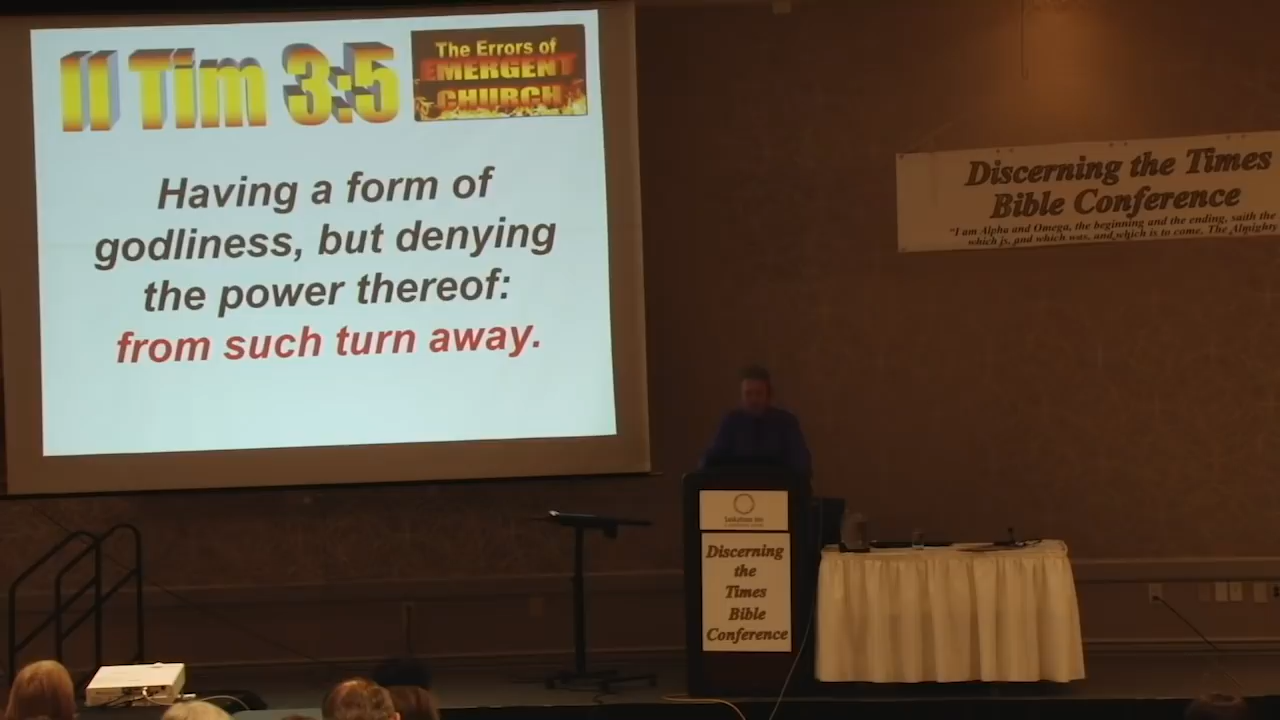 II Tim 3:5
The Errors of
EMERGENT
CHURCH
Having a form of
godliness, but denying
the power thereof:
from such turn away.
Discerning the Times
Bible Conference
"I am Alpha and Omega, the beginning and the ending, saith the
which is, and which was, and which is to come, The Almighty
Saskatoon Inn
Discerning
the
Times
Bible
Conference